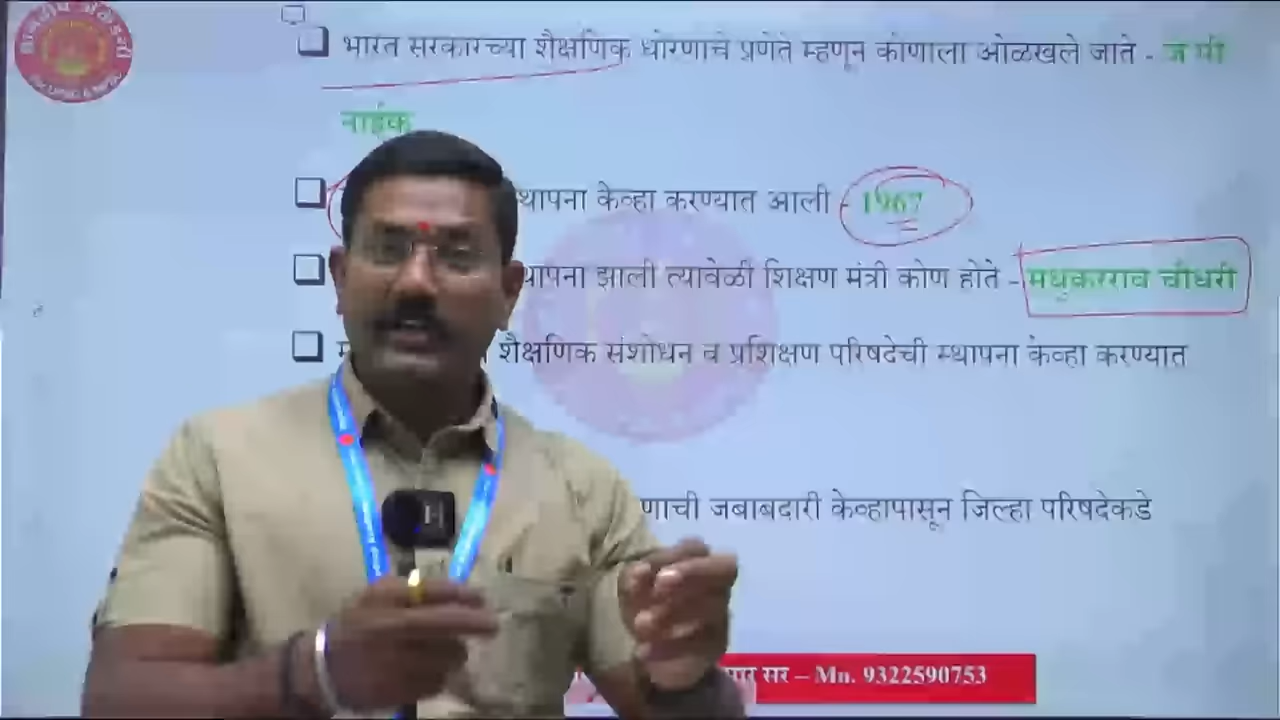 भारत सरकारच्या शैक्षणिक धोरणाचे प्रणेते म्हणून कोणाला ओळखले जाते - ज पी
नाईक
स्थापना केव्हा करण्यात आली - 1967
स्थापना झाली त्यावेळी शिक्षण मंत्री कोण होते - मधुकरराव चौधरी
शैक्षणिक संशोधन व प्रशिक्षण परिषदेची स्थापना केव्हा करण्यात
णाची जबाबदारी केव्हापासून जिल्हा परिषदेकडे
सर – Mn. 9322590753